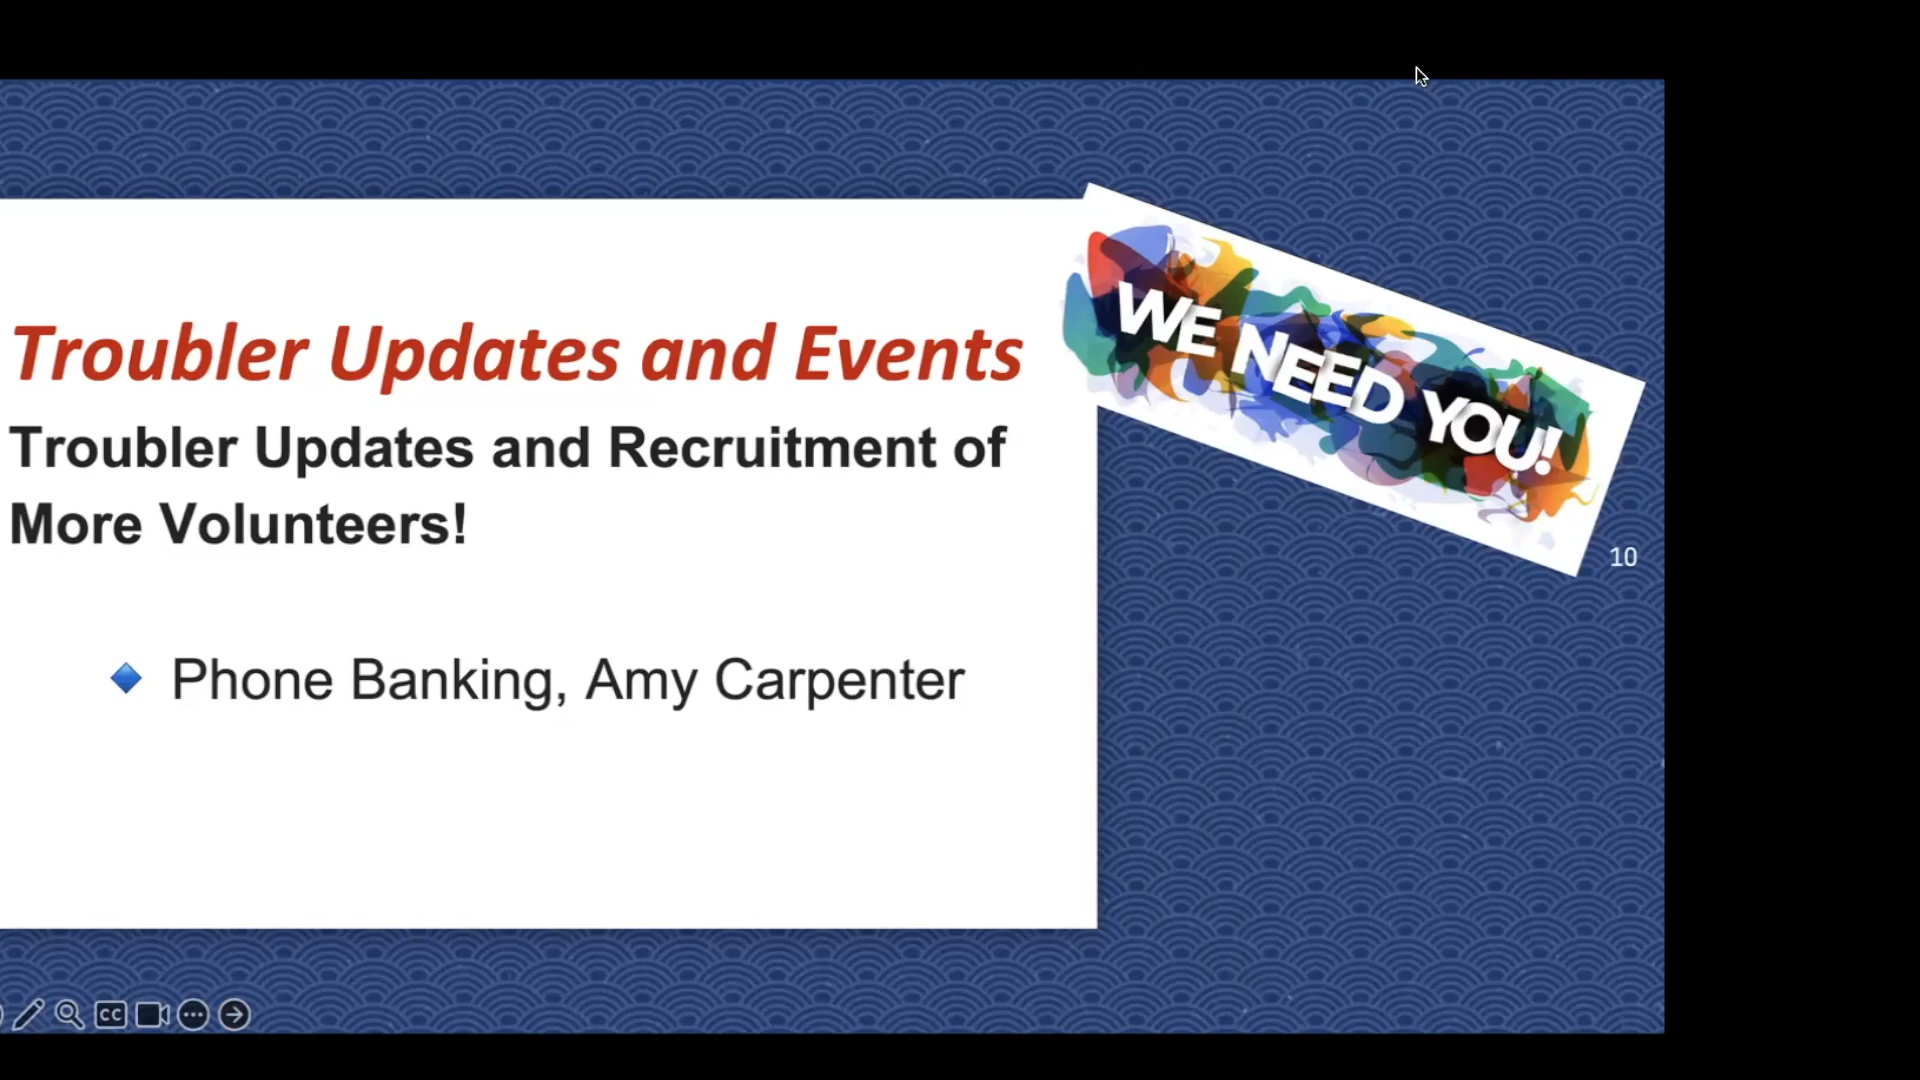 Troubler Updates and Events
Troubler Updates and Recruitment of
More Volunteers!
Phone Banking, Amy Carpenter
WE NEED YOU!
10
CC